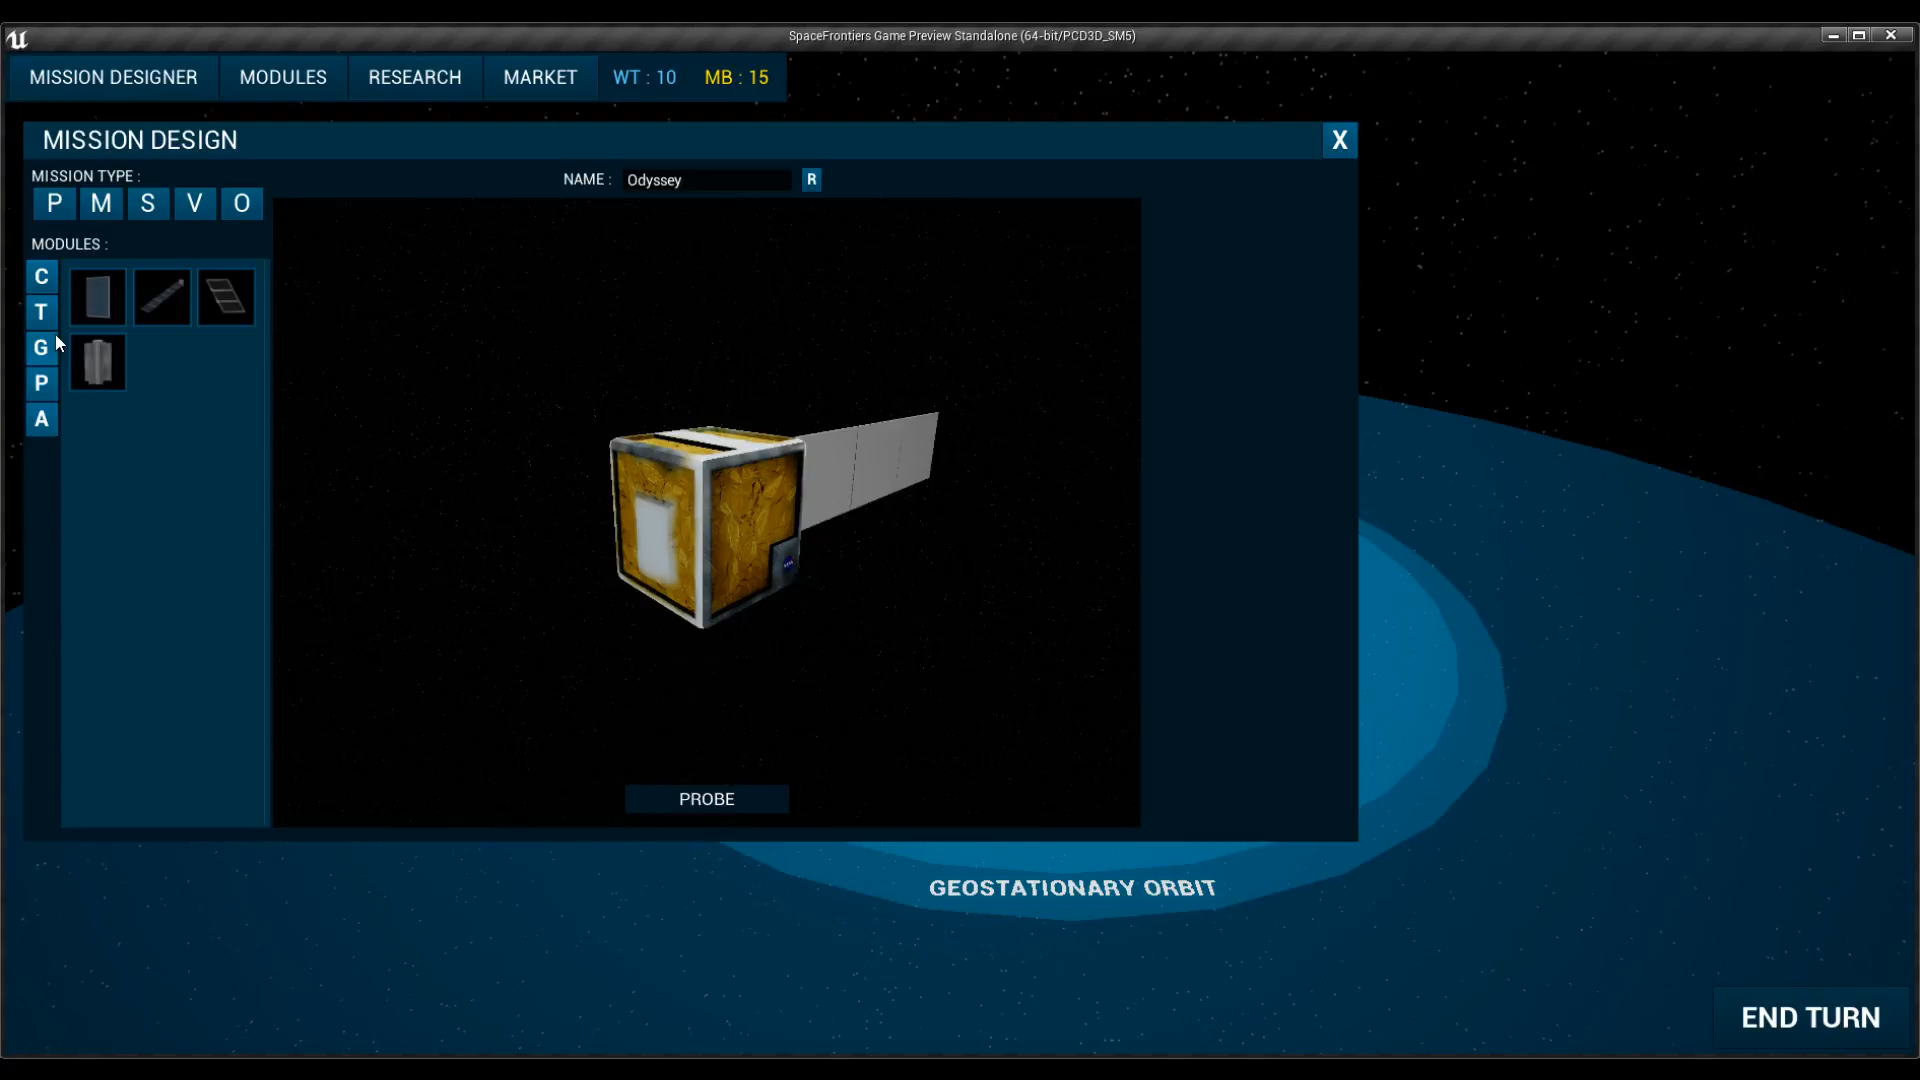 SpaceFrontiers Game Preview Standalone (64-bit/PCD3D_SM5)
MISSION DESIGNER MODULES RESEARCH MARKET WT : 10 MB : 15
MISSION DESIGN X
MISSION TYPE :
NAME : Odyssey R
P M S V O
MODULES :
C
T
G
P
A
PROBE
GEOSTATIONARY ORBIT
END TURN